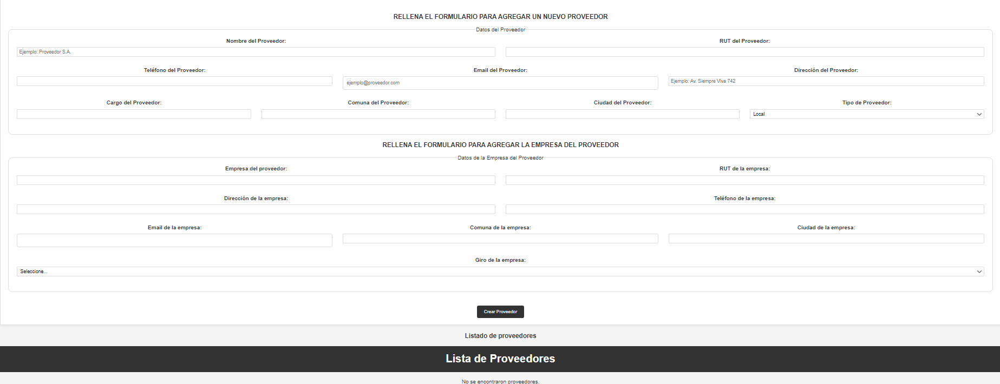 RELLENA EL FORMULARIO PARA AGREGAR UN NUEVO PROVEEDOR
Datos del Proveedor
Nombre del Proveedor: RUT del Proveedor:
Ejemplo: Proveedor S.A.
Teléfono del Proveedor: Email del Proveedor: Dirección del Proveedor:
ejemplo@proveedor.com Ejemplo: Av. Siempre Viva 742
Cargo del Proveedor: Comuna del Proveedor: Ciudad del Proveedor: Tipo de Proveedor:
Local
RELLENA EL FORMULARIO PARA AGREGAR LA EMPRESA DEL PROVEEDOR
Datos de la Empresa del Proveedor
Empresa del proveedor: RUT de la empresa:
Dirección de la empresa: Teléfono de la empresa:
Email de la empresa: Comuna de la empresa: Ciudad de la empresa:
Giro de la empresa:
Seleccione...
Crear Proveedor
Listado de proveedores
Lista de Proveedores
No se encontraron proveedores.